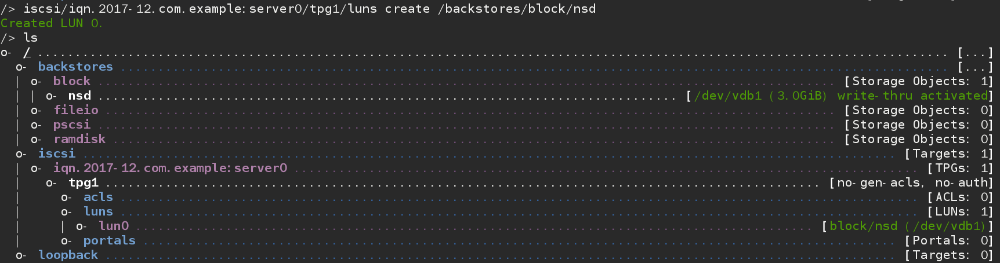 /> iscsi/iqn.2017-12.com.example:server0/tpg1/luns create /backstores/block/nsd
Created LUN 0.
/> ls
o- / ......................................................................................................................... [...]
o- backstores .............................................................................................................. [...]
| o- block .................................................................................................. [Storage Objects: 1]
| | o- nsd ............................................................................. [/dev/vdb1 (3.0GiB) write-thru activated]
| o- fileio ................................................................................................. [Storage Objects: 0]
| o- pscsi .................................................................................................. [Storage Objects: 0]
| o- ramdisk ................................................................................................ [Storage Objects: 0]
o- iscsi ............................................................................................................ [Targets: 1]
| o- iqn.2017-12.com.example:server0 ................................................................................... [TPGs: 1]
| o- tpg1 ............................................................................................... [no-gen-acls, no-auth]
| o- acls .......................................................................................................... [ACLs: 0]
| o- luns .......................................................................................................... [LUNs: 1]
| | o- lun0 ........................................................................................... [block/nsd (/dev/vdb1)]
| o- portals .................................................................................................... [Portals: 0]
o- loopback ......................................................................................................... [Targets: 0]